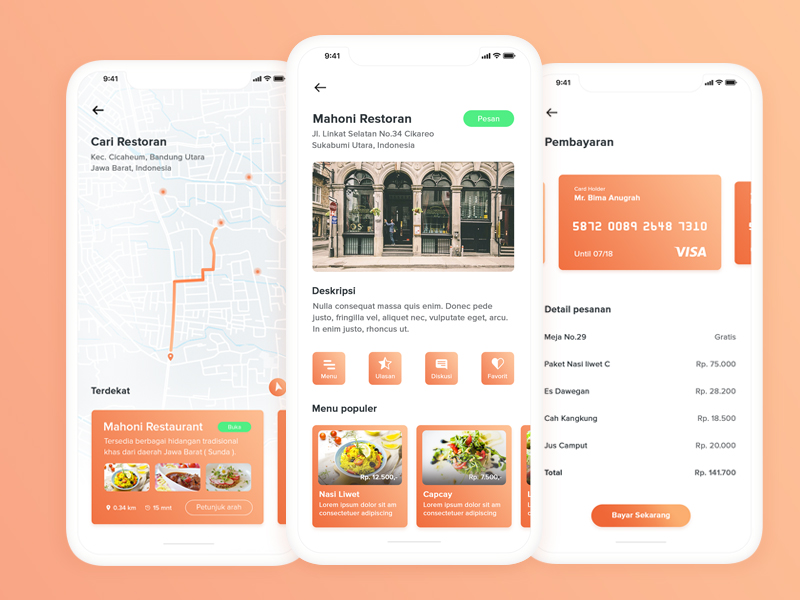 9:41
Cari Restoran
Kec. Cicaheum, Bandung Utara
Jawa Barat, Indonesia
Terdekat
Mahoni Restaurant
Buka
Tersedia berbagai hidangan tradisional
khas dari daerah Jawa Barat ( Sunda ).
0,34 km
15 mnt
Petunjuk arah
9:41
Mahoni Restoran
Pesan
Jl. Linkat Selatan No.34 Cikareo
Sukabumi Utara, Indonesia
Deskripsi
Nulla consequat massa quis enim. Donec pede
justo, fringilla vel, aliquet nec, vulputate eget, arcu.
In enim justo, rhoncus ut.
Menu
Ulasan
Diskusi
Favorit
Menu populer
Rp. 12.500,-
Nasi Liwet
Lorem ipsum dolor sit am
consectetuer adipiscing
Rp. 7.500,-
Capcay
Lorem ipsum dolor sit am
consectetuer adipiscing
9:41
Pembayaran
Card Holder
Mr. Bima Anugrah
5872 0089 2648 7310
Until 07/18
VISA
Detail pesanan
Meja No.29 Gratis
Paket Nasi liwet C Rp. 75.000
Es Dawegan Rp. 28.200
Cah Kangkung Rp. 18.500
Jus Camput Rp. 20.000
Total Rp. 141.700
Bayar Sekarang